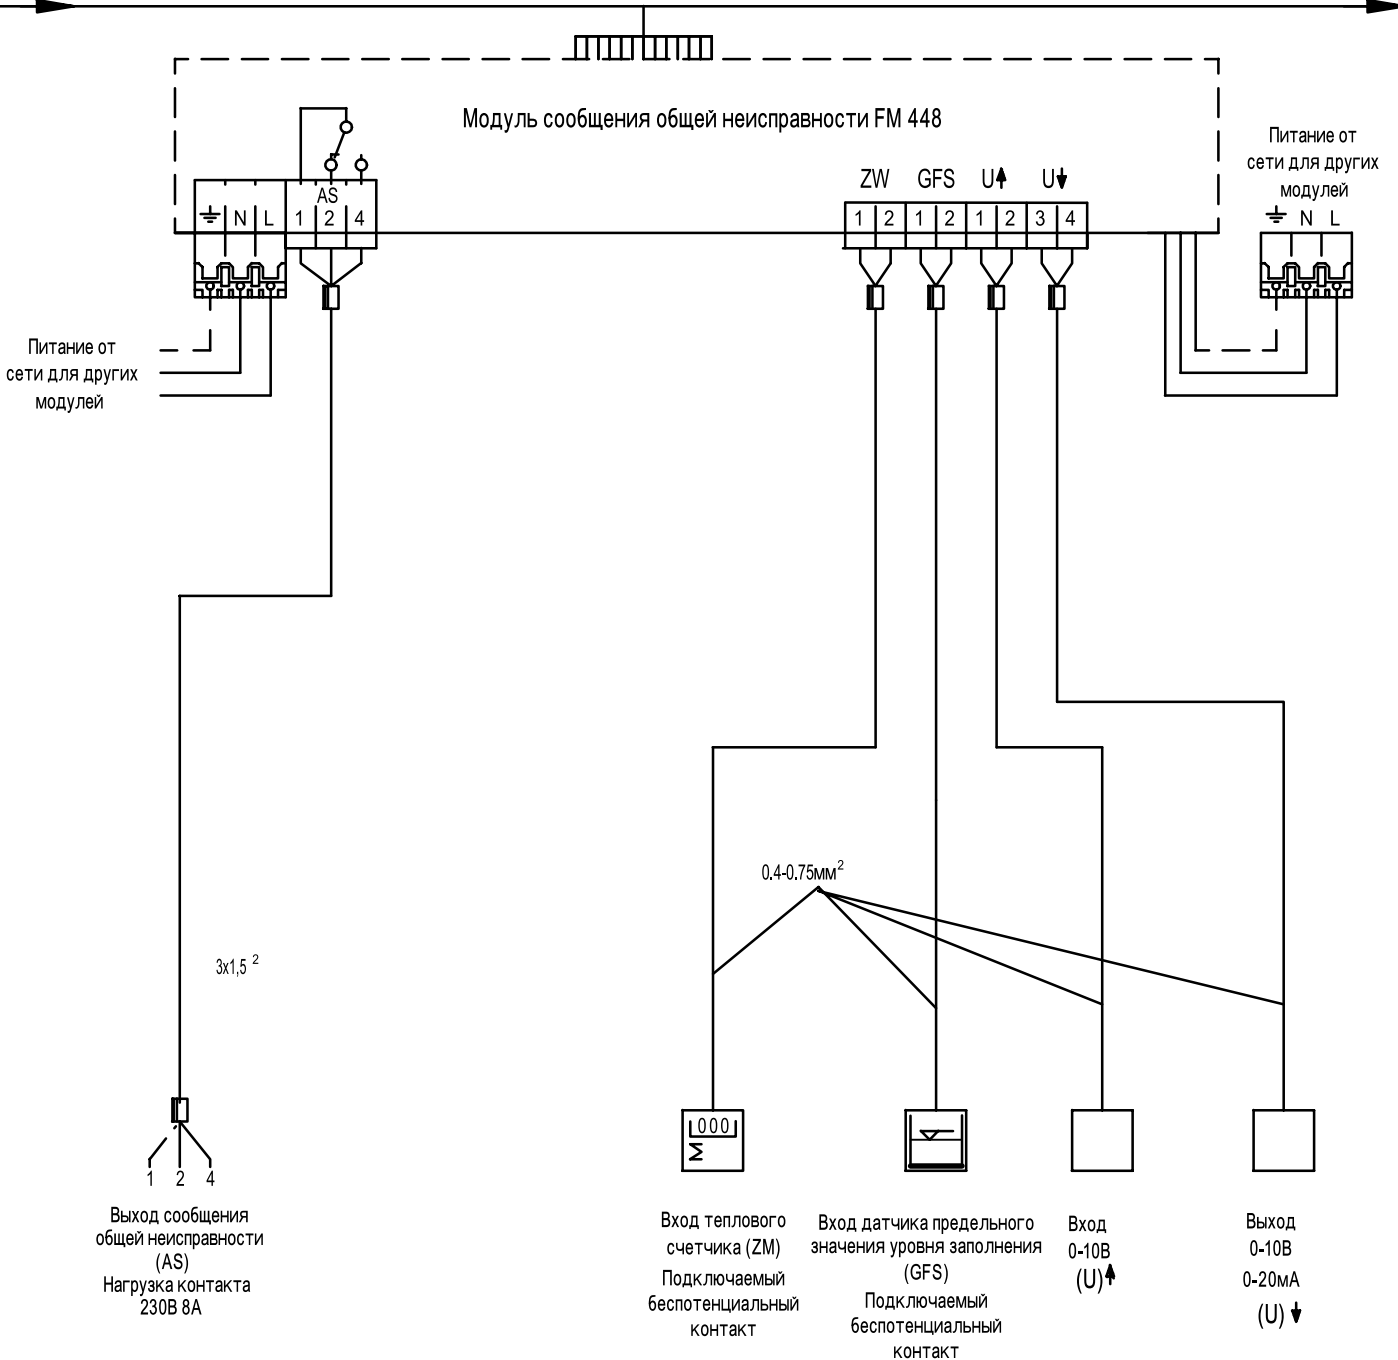 Модуль сообщения общей неисправности FM 448
Питание от
сети для других
модулей
N L
AS
N L 1 2 4
ZW GFS U U
1 2 1 2 1 2 3 4
Питание от
сети для других
модулей
0.4-0.75мм²
3x1,5 ²
000
Σ
1 2 4
Выход сообщения
общей неисправности
(AS)
Нагрузка контакта
230В 8А
Вход теплового
счетчика (ZM)
Подключаемый
беспотенциальный
контакт
Вход датчика предельного
значения уровня заполнения
(GFS)
Подключаемый
беспотенциальный
контакт
Вход
0-10В
(U)
Выход
0-10В
0-20мА
(U)